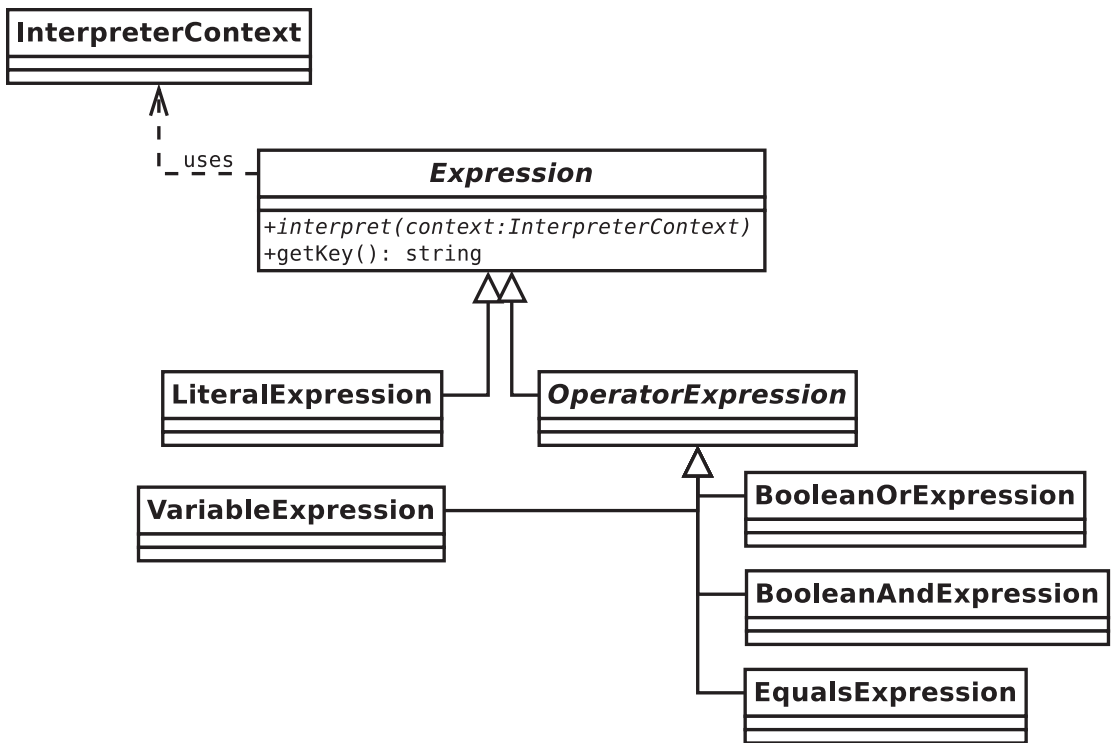 InterpreterContext
uses
Expression
+interpret(context:InterpreterContext)
+getKey(): string
LiteralExpression
OperatorExpression
VariableExpression
BooleanOrExpression
BooleanAndExpression
EqualsExpression